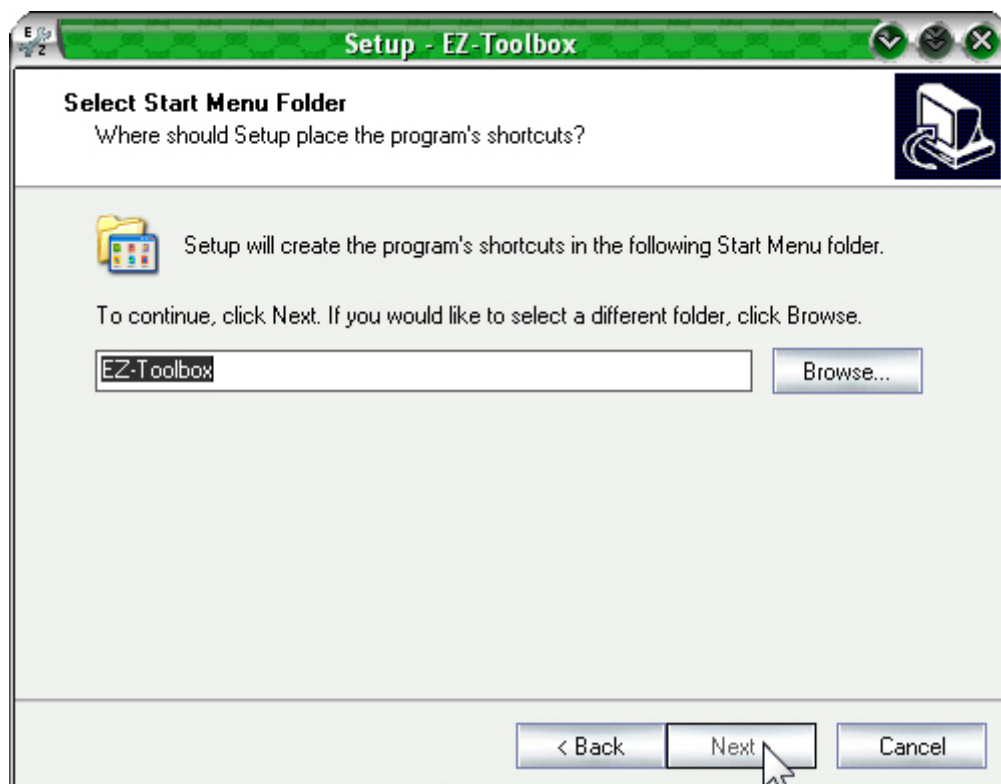 E
Z
Setup - EZ-Toolbox
Select Start Menu Folder
Where should Setup place the program's shortcuts?
Setup will create the program's shortcuts in the following Start Menu folder.
To continue, click Next. If you would like to select a different folder, click Browse.
EZ-Toolbox
Browse...
< Back
Next
Cancel